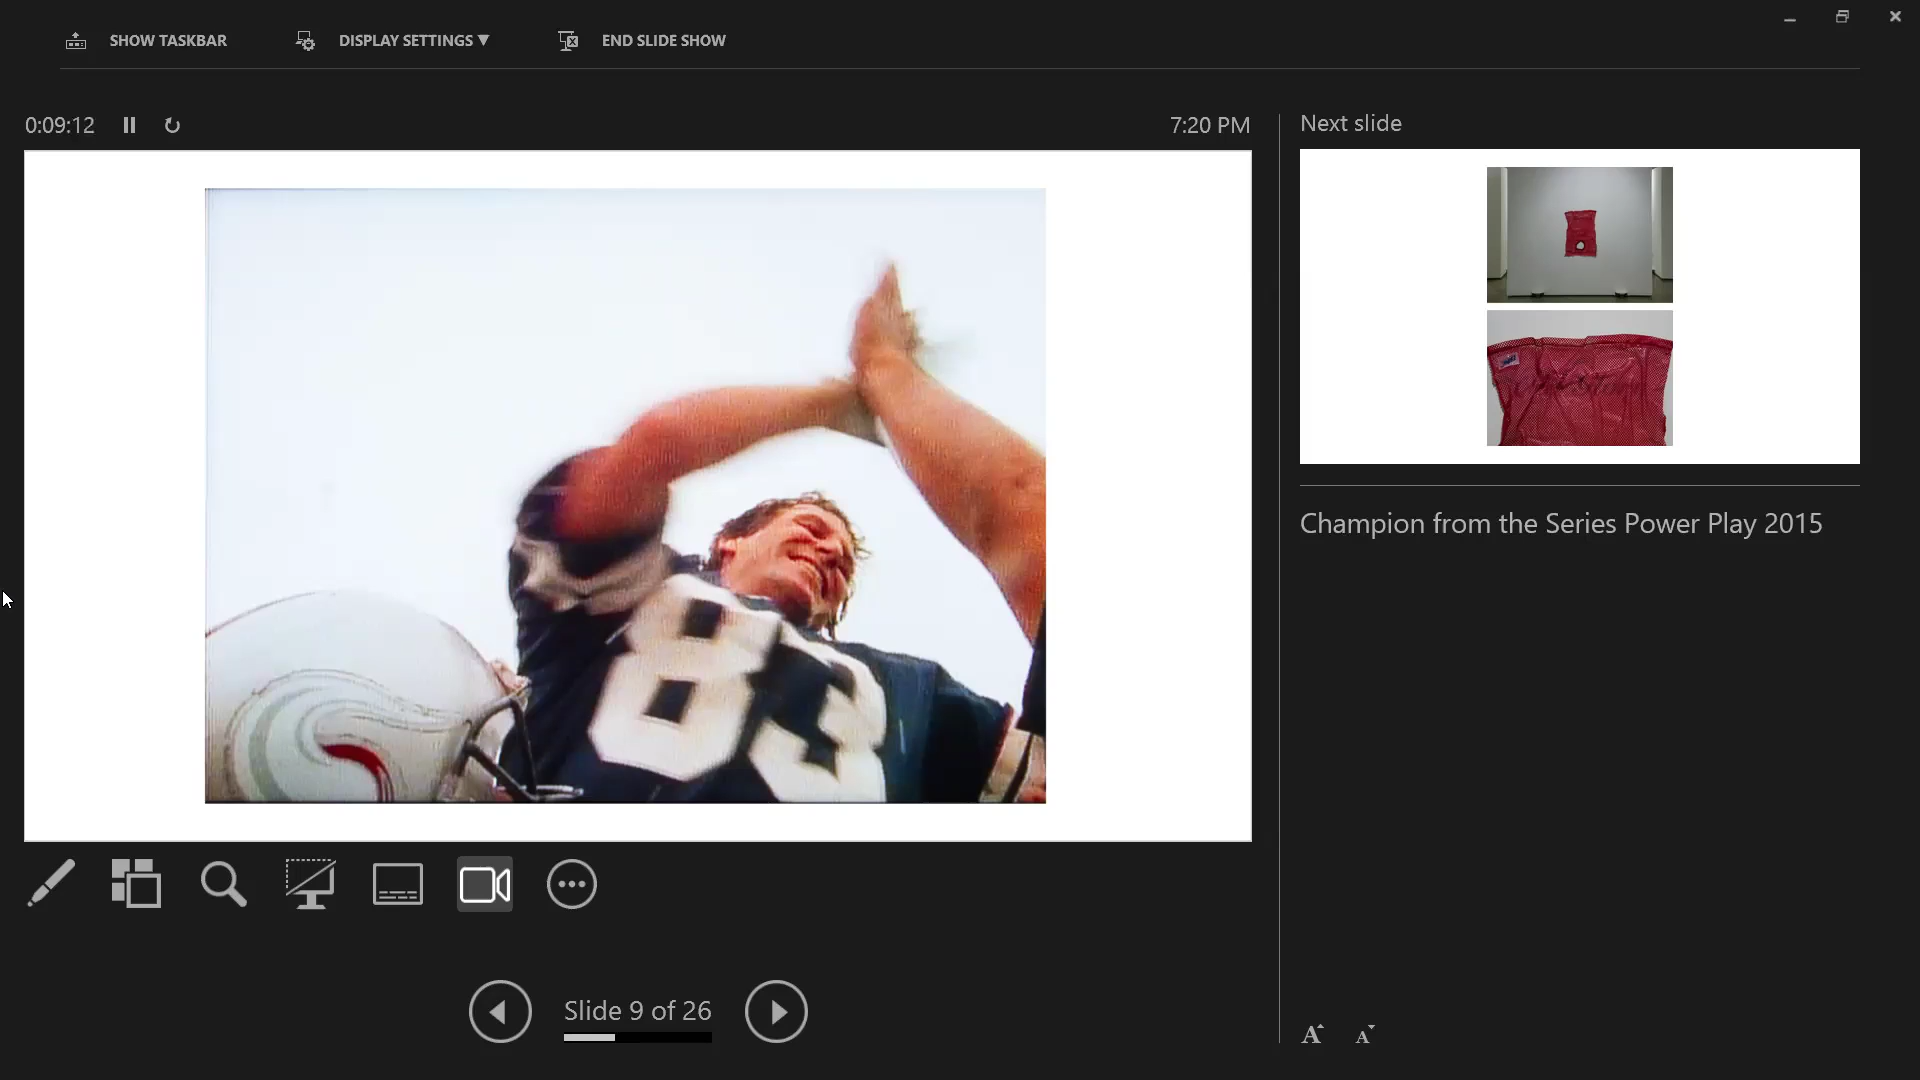 SHOW TASKBAR
DISPLAY SETTINGS ▼
END SLIDE SHOW
0:09:12
7:20 PM
Next slide
83
Champion from the Series Power Play 2015
Slide 9 of 26
A A